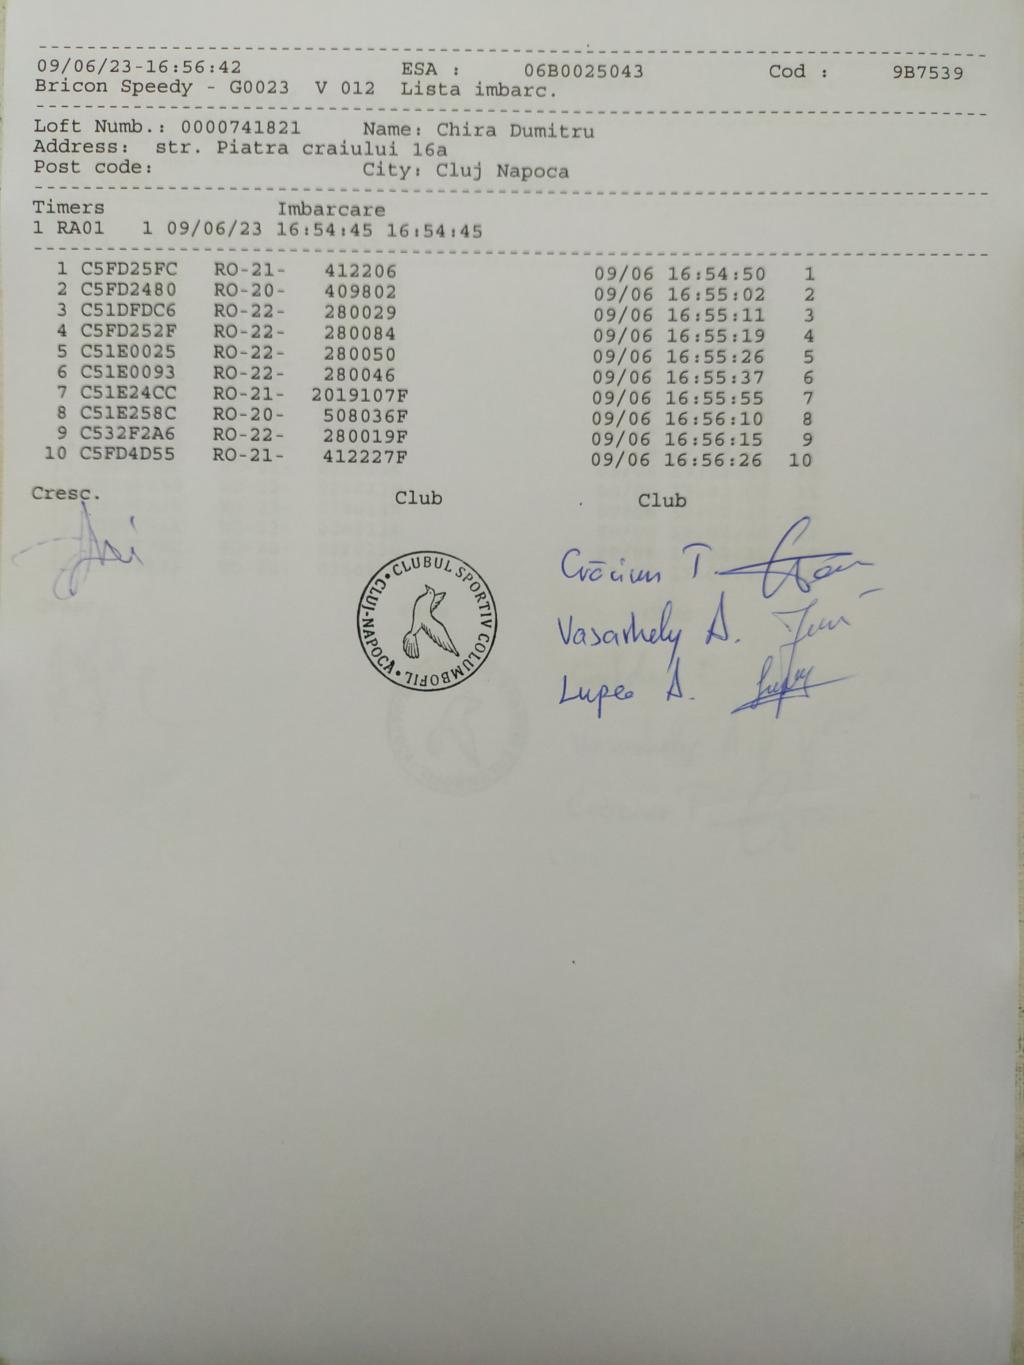 09/06/23-16:56:42 ESA : 06B0025043 Cod : 9B7539
Bricon Speedy - G0023 V 012 Lista imbarc.
Loft Numb.: 0000741821 Name: Chira Dumitru
Address: str. Piatra craiului 16a
Post code: City: Cluj Napoca
Timers Imbarcare
1 RA01 1 09/06/23 16:54:45 16:54:45
1 C5FD25FC RO-21- 412206 09/06 16:54:50 1
2 C5FD2480 RO-20- 409802 09/06 16:55:02 2
3 C51DFDC6 RO-22- 280029 09/06 16:55:11 3
4 C5FD252F RO-22- 280084 09/06 16:55:19 4
5 C51E0025 RO-22- 280050 09/06 16:55:26 5
6 C51E0093 RO-22- 280046 09/06 16:55:37 6
7 C51E24CC RO-21- 2019107F 09/06 16:55:55 7
8 C51E258C RO-20- 508036F 09/06 16:56:10 8
9 C532F2A6 RO-22- 280019F 09/06 16:56:15 9
10 C5FD4D55 RO-21- 412227F 09/06 16:56:26 10
Cresc. Club Club
CLUBUL SPORTIV COLUMBOFIL
CLUJ-NAPOCA
Crăciun T.
Vasarhely A.
Lupea A.